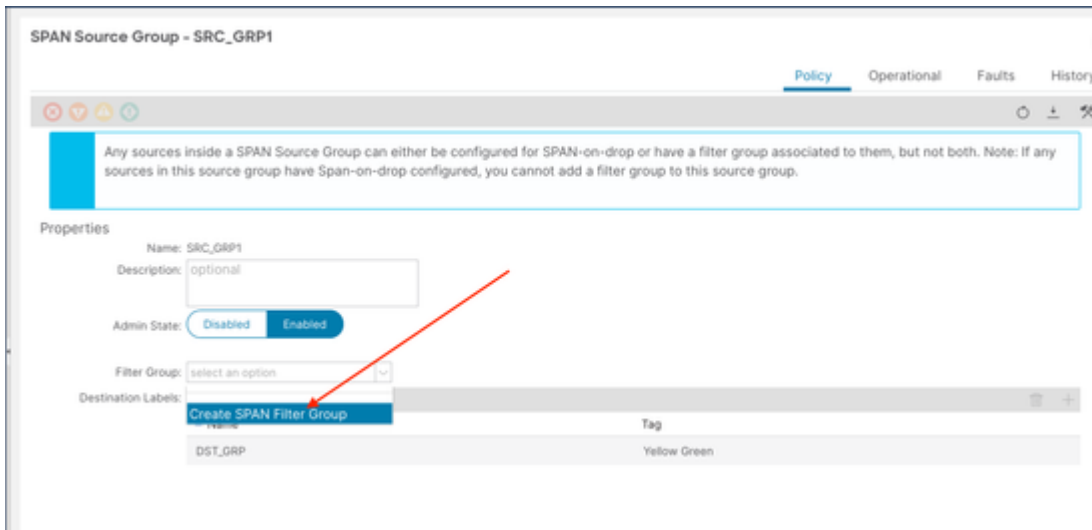 SPAN Source Group - SRC_GRP1
Policy Operational Faults History
Any sources inside a SPAN Source Group can either be configured for SPAN-on-drop or have a filter group associated to them, but not both. Note: If any
sources in this source group have Span-on-drop configured, you cannot add a filter group to this source group.
Properties
Name: SRC_GRP1
Description: optional
Admin State: Disabled Enabled
Filter Group: select an option
Destination Labels:
Create SPAN Filter Group
Name Tag
DST_GRP Yellow Green